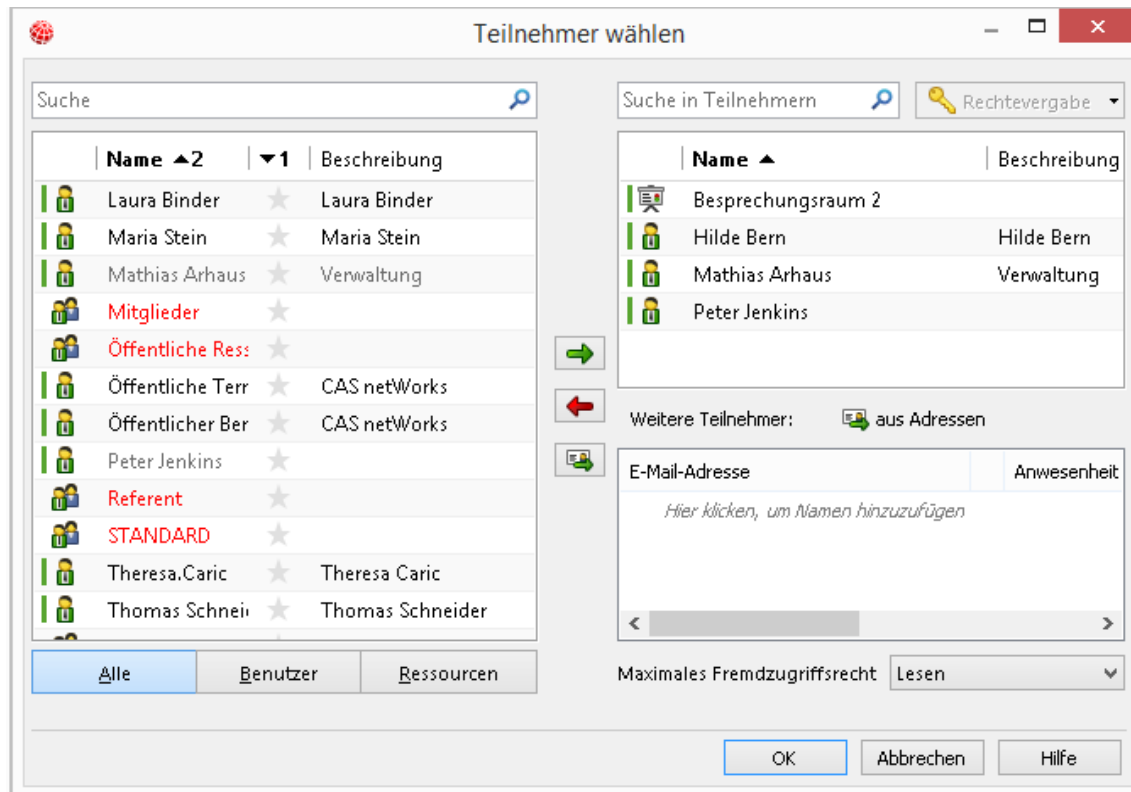 Teilnehmer wählen
Suche
Name ▲2 ▼1 Beschreibung
Laura Binder Laura Binder
Maria Stein Maria Stein
Mathias Arhaus Verwaltung
Mitglieder
Öffentliche Ress
Öffentliche Terr CAS netWorks
Öffentlicher Ber CAS netWorks
Peter Jenkins
Referent
STANDARD
Theresa.Caric Theresa Caric
Thomas Schnei Thomas Schneider
Alle Benutzer Ressourcen
Suche in Teilnehmern Rechtevergabe
Name ▲ Beschreibung
Besprechungsraum 2
Hilde Bern Hilde Bern
Mathias Arhaus Verwaltung
Peter Jenkins
Weitere Teilnehmer: aus Adressen
E-Mail-Adresse Anwesenheit
Hier klicken, um Namen hinzuzufügen
Maximales Fremdzugriffsrecht Lesen
OK Abbrechen Hilfe